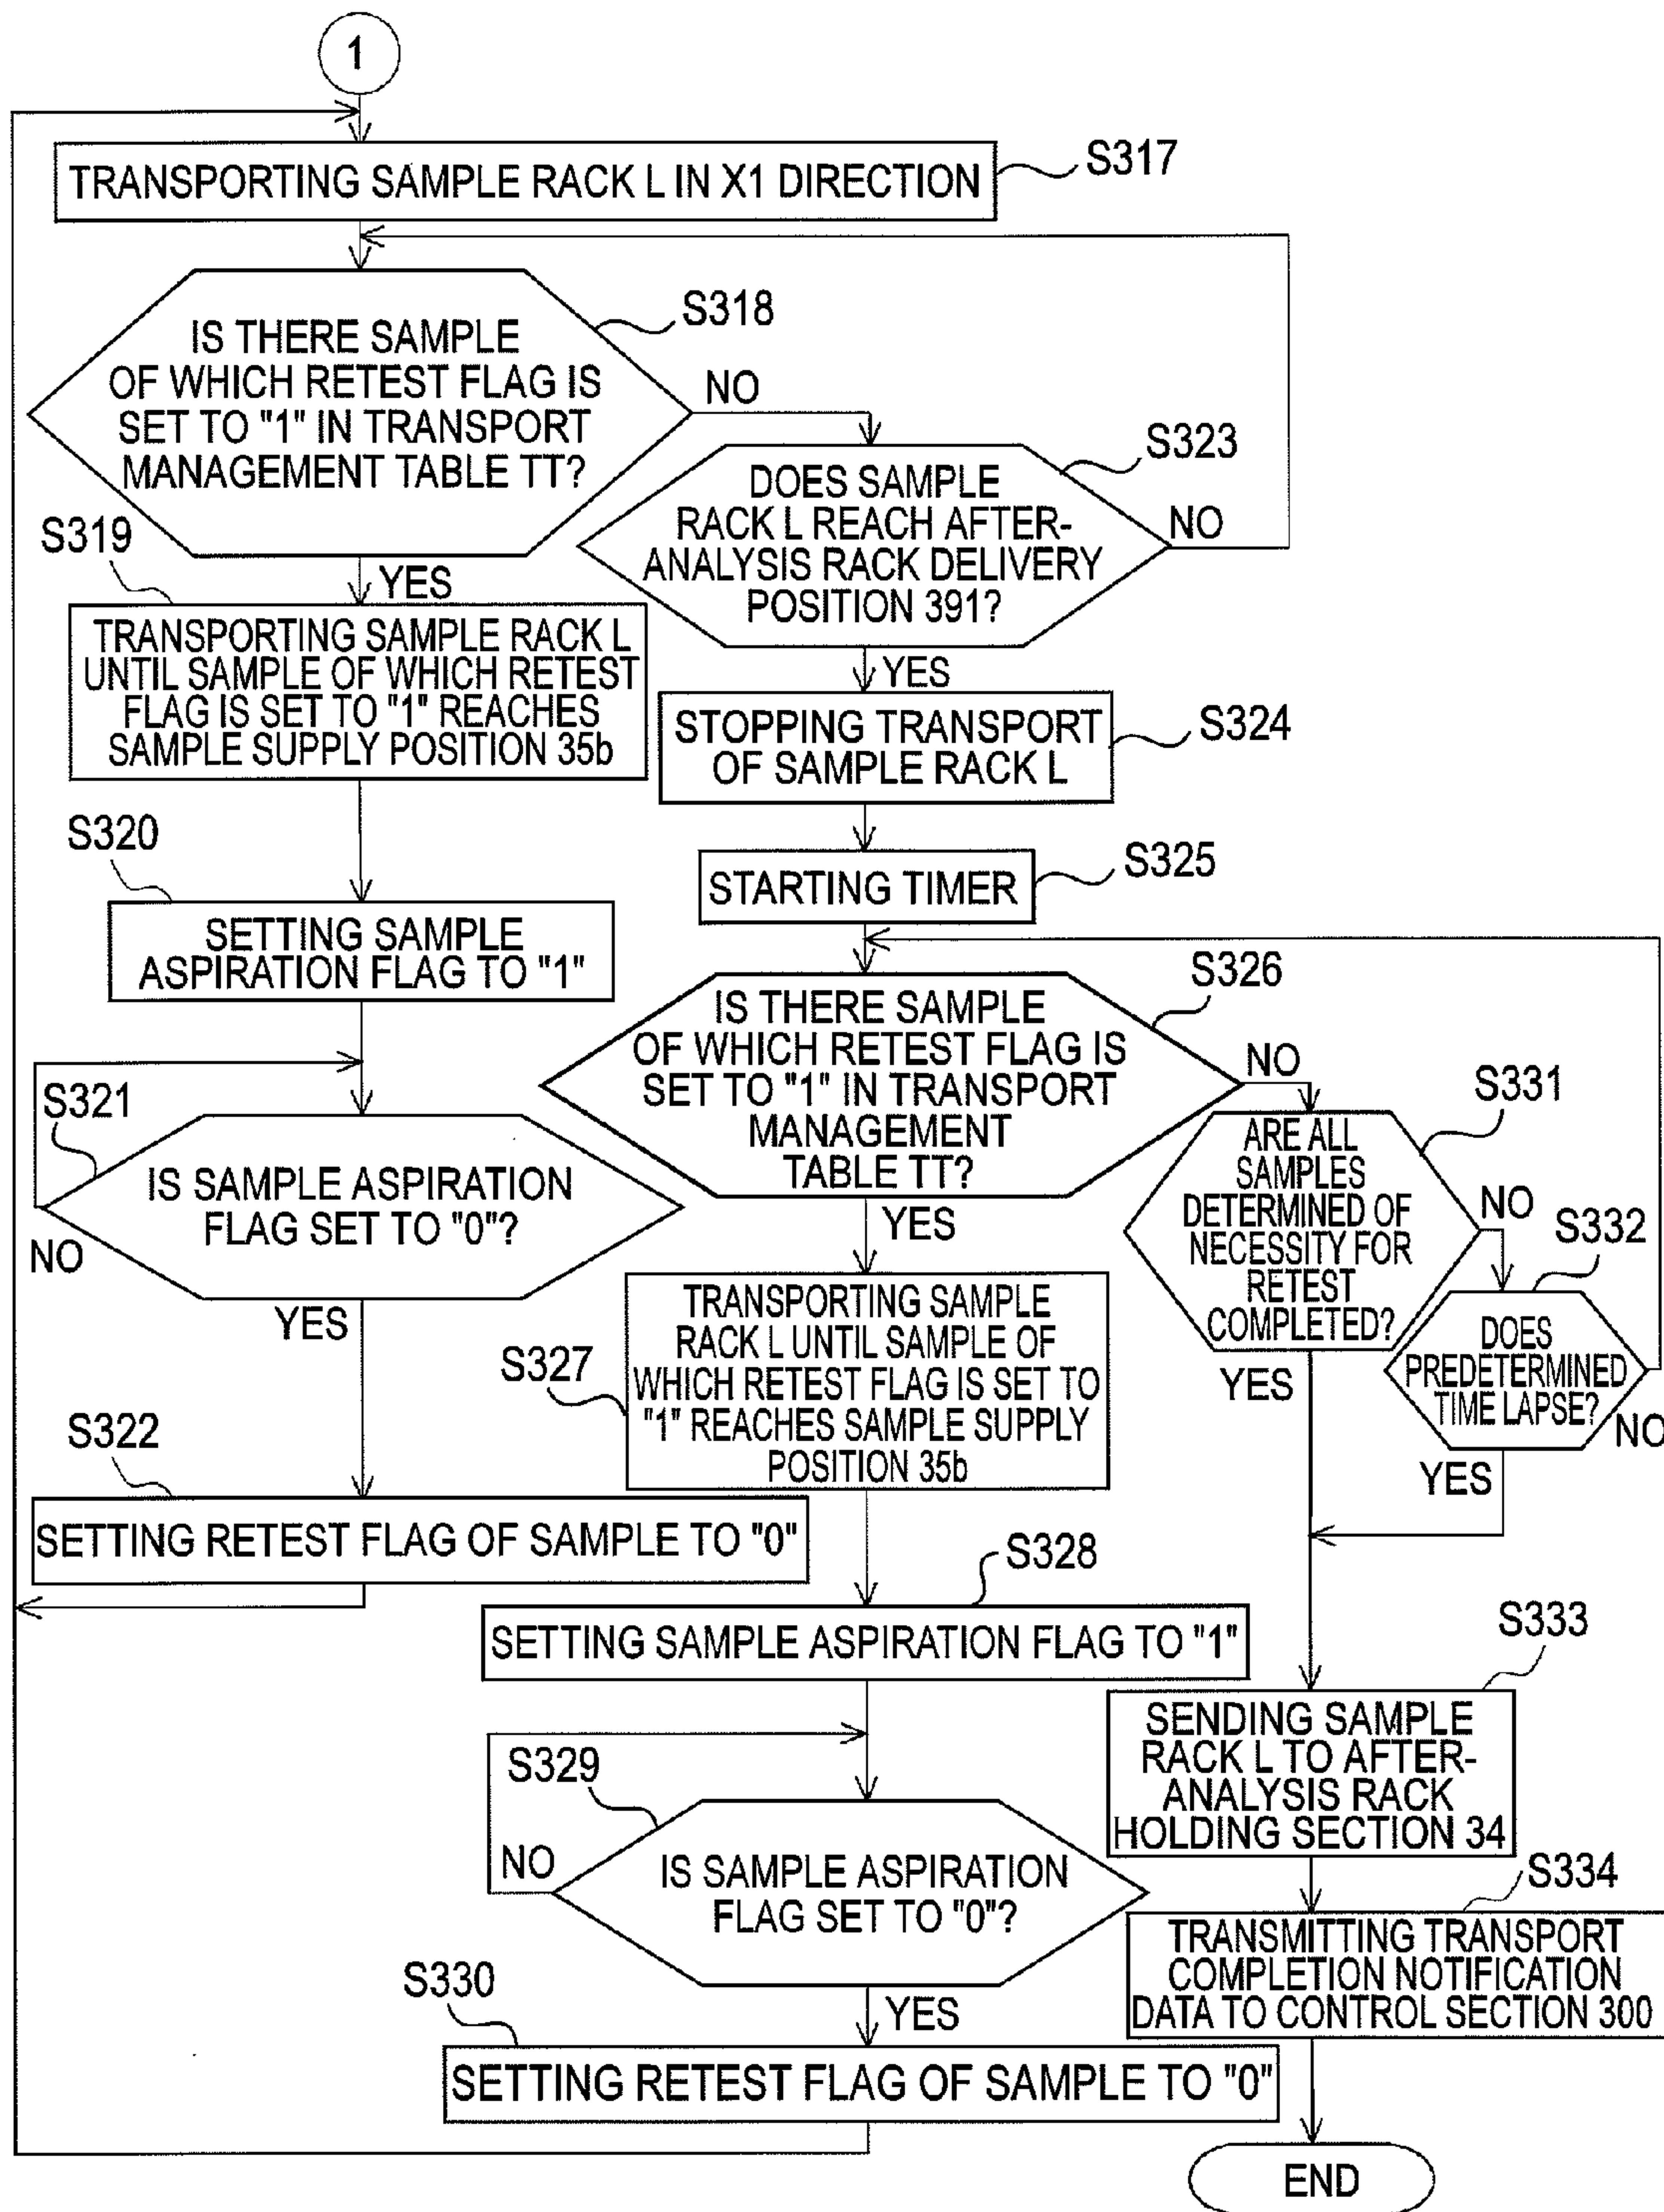 1
TRANSPORTING SAMPLE RACK L IN X1 DIRECTION
S317
IS THERE SAMPLE
OF WHICH RETEST FLAG IS
SET TO "1" IN TRANSPORT
MANAGEMENT TABLE TT?
S318
NO
YES
DOES SAMPLE
RACK L REACH AFTER-
ANALYSIS RACK DELIVERY
POSITION 391?
S323
NO
YES
S319
TRANSPORTING SAMPLE RACK L
UNTIL SAMPLE OF WHICH RETEST
FLAG IS SET TO "1" REACHES
SAMPLE SUPPLY POSITION 35b
STOPPING TRANSPORT
OF SAMPLE RACK L
S324
S320
SETTING SAMPLE
ASPIRATION FLAG TO "1"
STARTING TIMER
S325
S321
IS SAMPLE ASPIRATION
FLAG SET TO "0"?
NO
YES
IS THERE SAMPLE
OF WHICH RETEST FLAG IS
SET TO "1" IN TRANSPORT
MANAGEMENT
TABLE TT?
S326
NO
YES
ARE ALL
SAMPLES
DETERMINED OF
NECESSITY FOR
RETEST
COMPLETED?
S331
NO
YES
DOES
PREDETERMINED
TIME LAPSE?
S332
NO
YES
S322
SETTING RETEST FLAG OF SAMPLE TO "0"
S327
TRANSPORTING SAMPLE
RACK L UNTIL SAMPLE OF
WHICH RETEST FLAG IS SET TO
"1" REACHES SAMPLE SUPPLY
POSITION 35b
S328
SETTING SAMPLE ASPIRATION FLAG TO "1"
S329
IS SAMPLE ASPIRATION
FLAG SET TO "0"?
NO
YES
S330
SETTING RETEST FLAG OF SAMPLE TO "0"
S333
SENDING SAMPLE
RACK L TO AFTER-
ANALYSIS RACK
HOLDING SECTION 34
S334
TRANSMITTING TRANSPORT
COMPLETION NOTIFICATION
DATA TO CONTROL SECTION 300
END